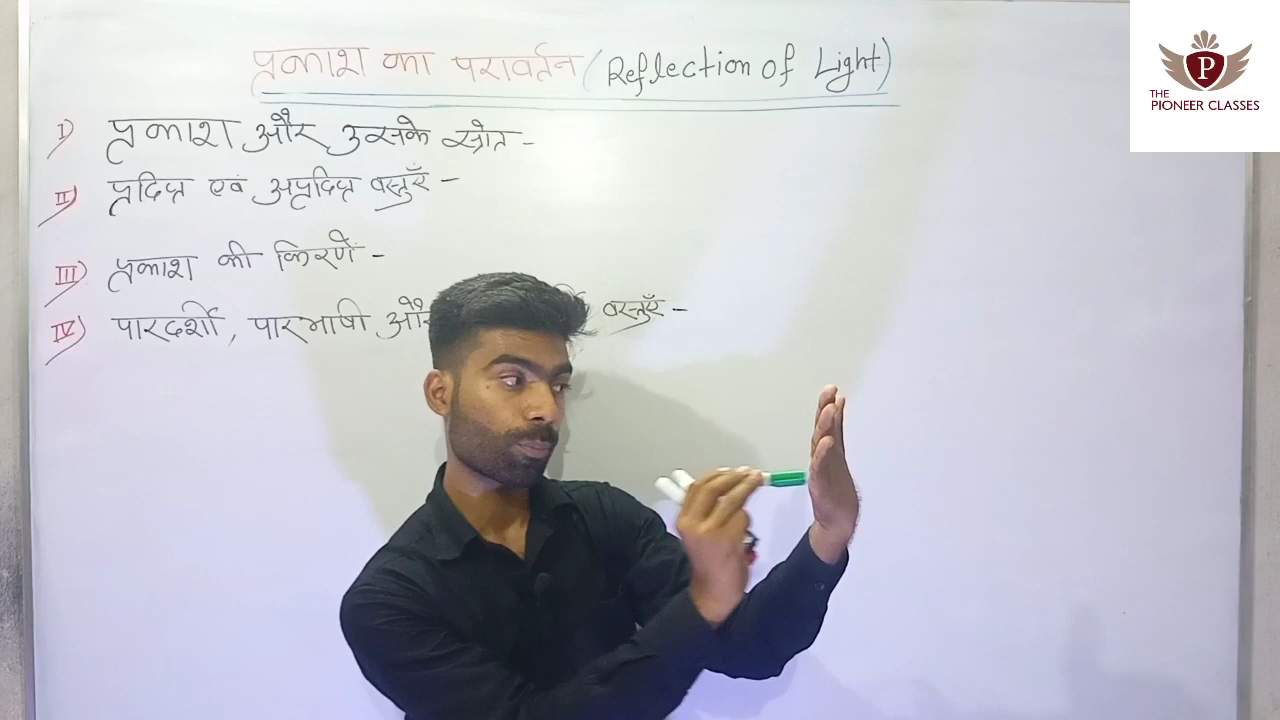 प्रकाश का परावर्तन (Reflection of Light)
I) प्रकाश और उसके स्रोत -
II) प्रदिप्त एवं अप्रदिप्त वस्तुएँ -
III) प्रकाश की किरणें -
IV) पारदर्शी, पारभाषी और वस्तुएँ -
P
THE
PIONEER CLASSES